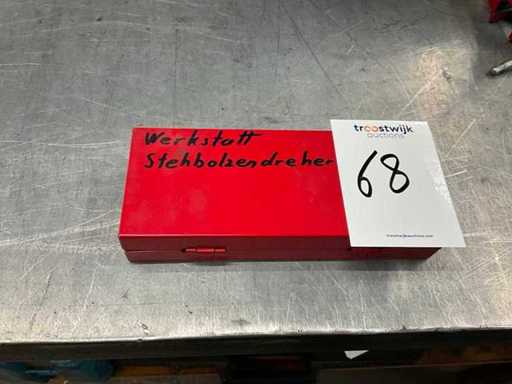 Werkstatt
Stehbolzendreher
troostwijk
auctions
68